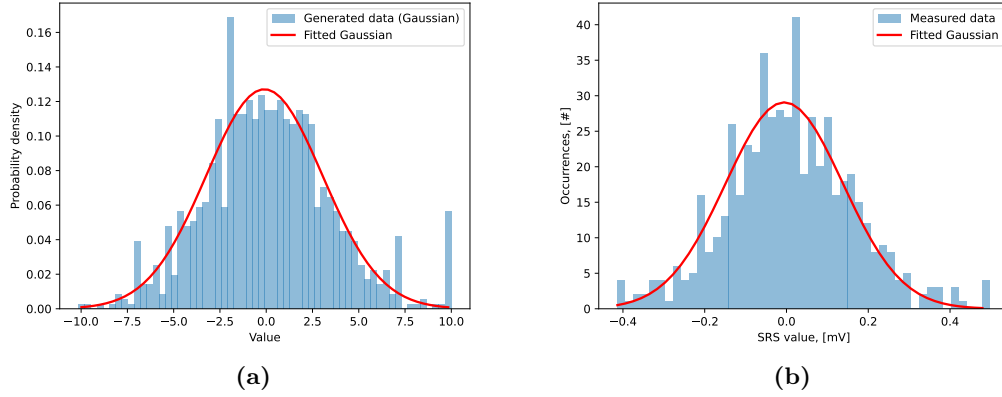 Generated data (Gaussian)
Fitted Gaussian
Probability density
0.16
0.14
0.12
0.10
0.08
0.06
0.04
0.02
0.00
−10.0 −7.5 −5.0 −2.5 0.0 2.5 5.0 7.5 10.0
Value
(a)
Measured data
Fitted Gaussian
Occurrences, [#]
40
35
30
25
20
15
10
5
0
−0.4 −0.2 0.0 0.2 0.4
SRS value, [mV]
(b)